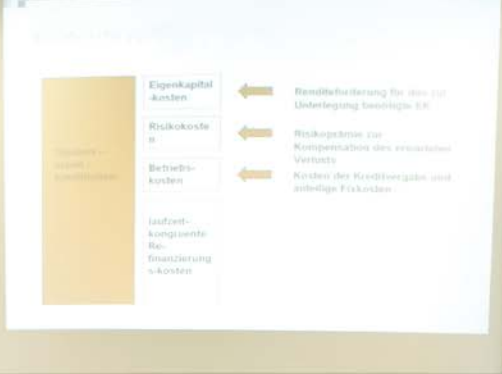 Eigenkapital
-kosten
Renditeforderung für das zur
Unterlegung benötigte EK
Risikokoste
n
Risikoprämie zur
Kompensation des erwarteten
Verlusts
Betriebs-
kosten
Kosten der Kreditvergabe und
anteilige Fixkosten
laufzeit-
kongruente
Re-
finanzierung
s-kosten